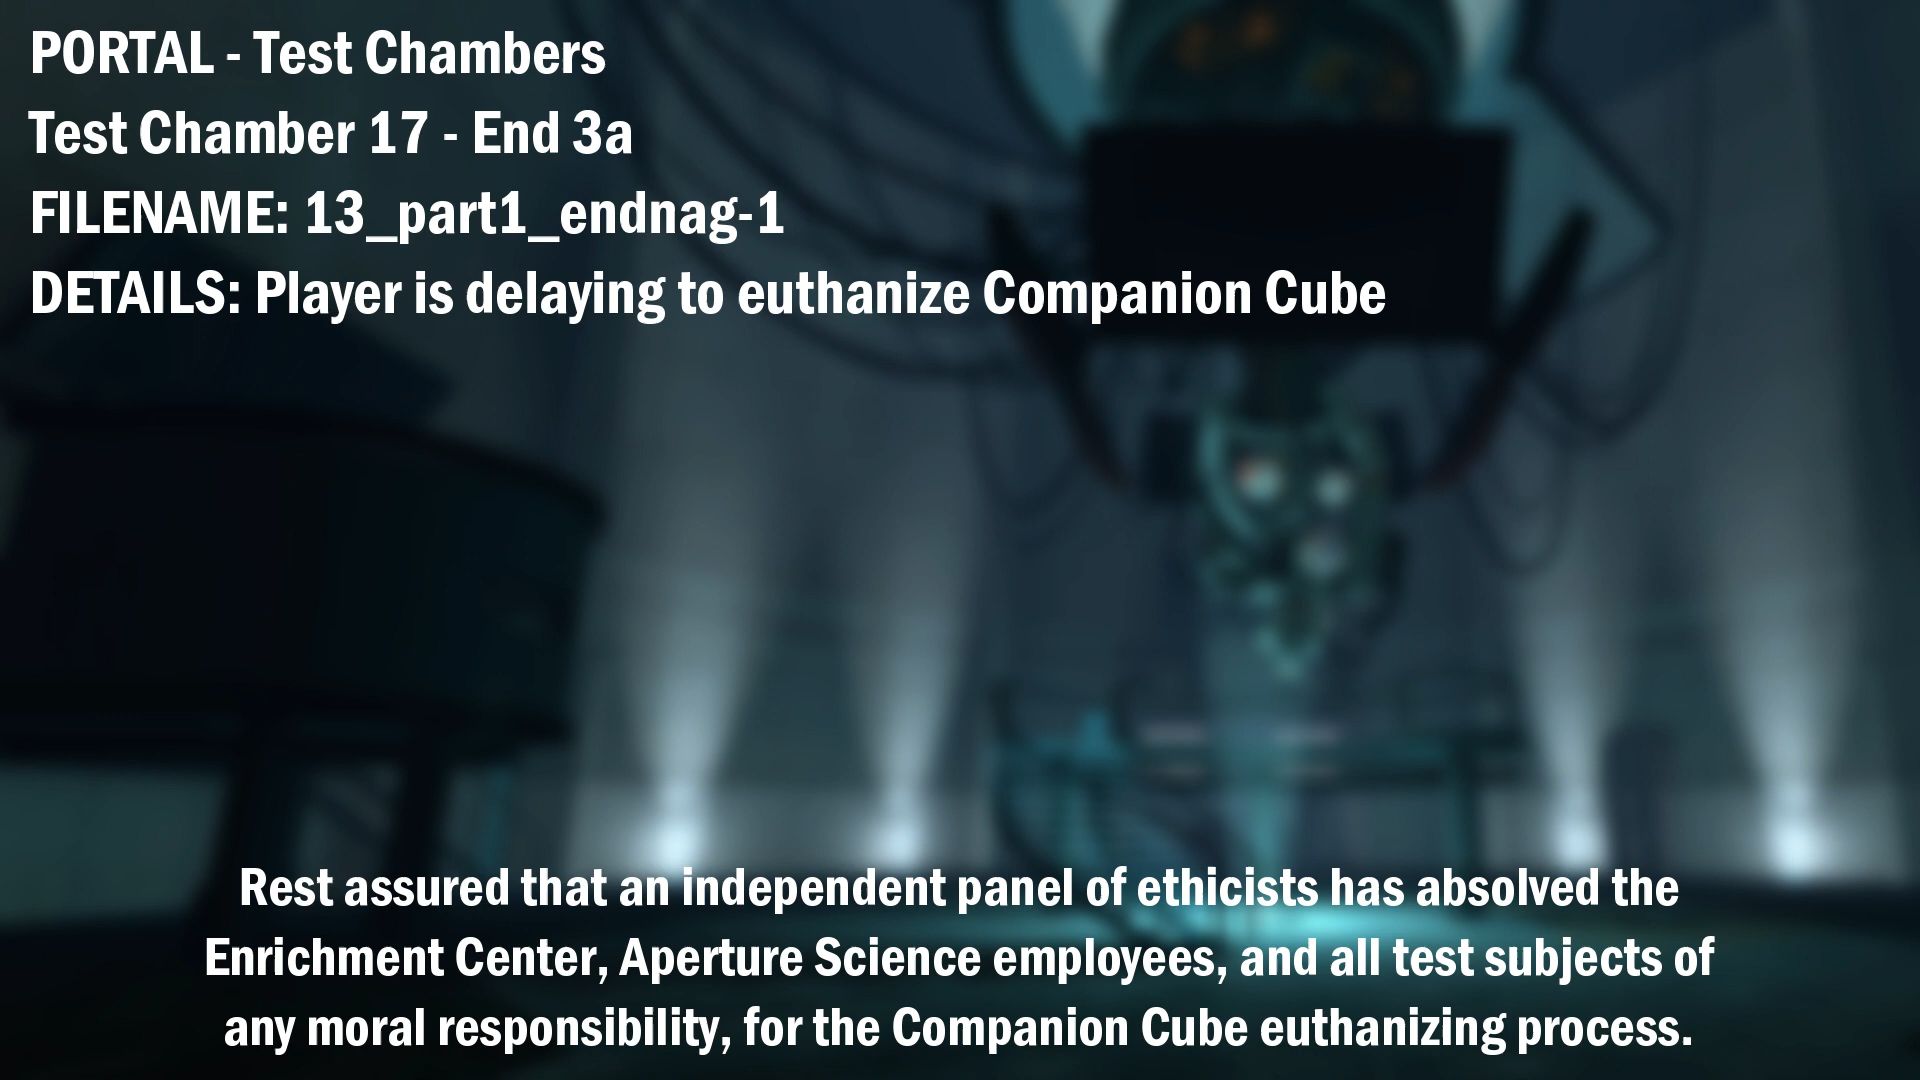 PORTAL - Test Chambers
Test Chamber 17 - End 3a
FILENAME: 13_part1_endnag-1
DETAILS: Player is delaying to euthanize Companion Cube
Rest assured that an independent panel of ethicists has absolved the
Enrichment Center, Aperture Science employees, and all test subjects of
any moral responsibility, for the Companion Cube euthanizing process.